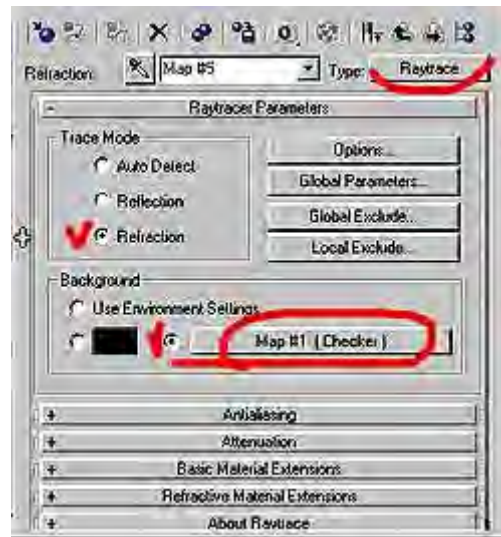 Refraction: Map #5 Type: Raytrace
- Raytracer Parameters
Trace Mode
Auto Detect
Reflection
Refraction
Options...
Global Parameters...
Global Exclude...
Local Exclude...
Background
Use Environment Settings
Map #1 ( Checker )
+ Antialiasing
+ Attenuation
+ Basic Material Extensions
+ Refractive Material Extensions
+ About Raytrace